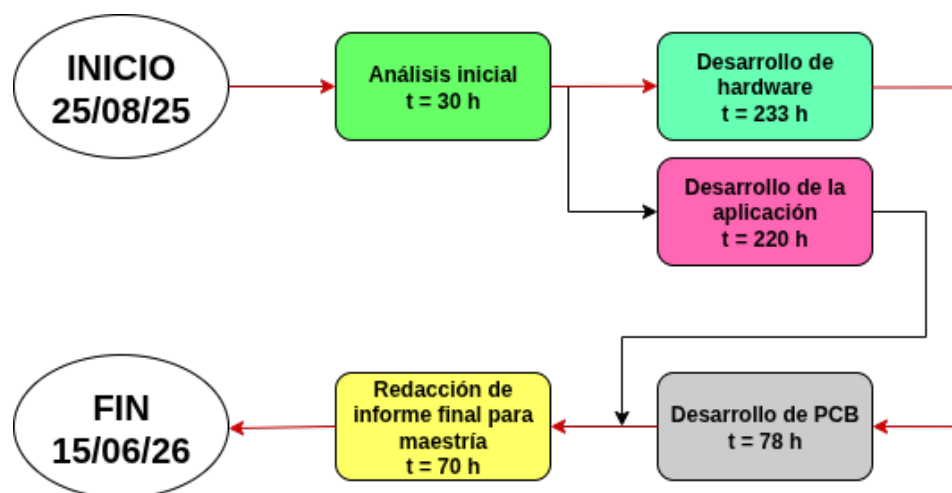 INICIO
25/08/25
Análisis inicial
t = 30 h
Desarrollo de
hardware
t = 233 h
Desarrollo de la
aplicación
t = 220 h
FIN
15/06/26
Redacción de
informe final para
maestría
t = 70 h
Desarrollo de PCB
t = 78 h